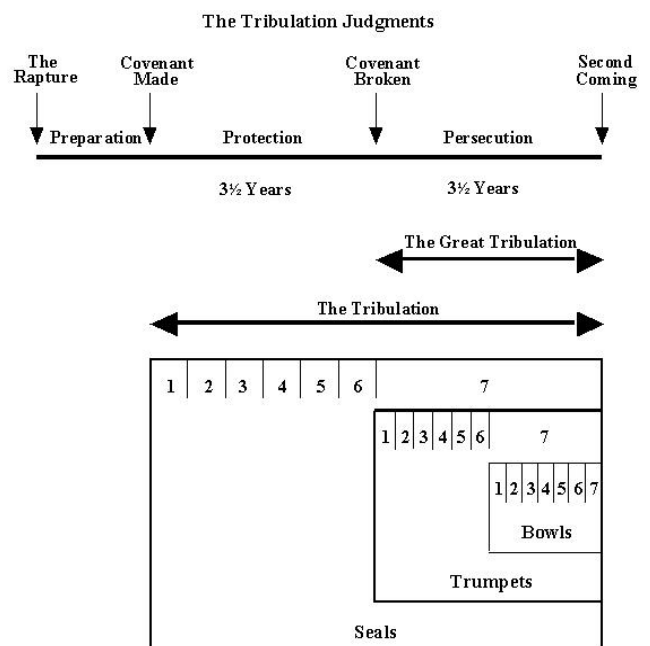 The Tribulation Judgments
The Rapture
Covenant Made
Covenant Broken
Second Coming
Preparation Protection Persecution
3½ Years 3½ Years
The Great Tribulation
The Tribulation
1 2 3 4 5 6 7
1 2 3 4 5 6 7
1 2 3 4 5 6 7
Bowls
Trumpets
Seals